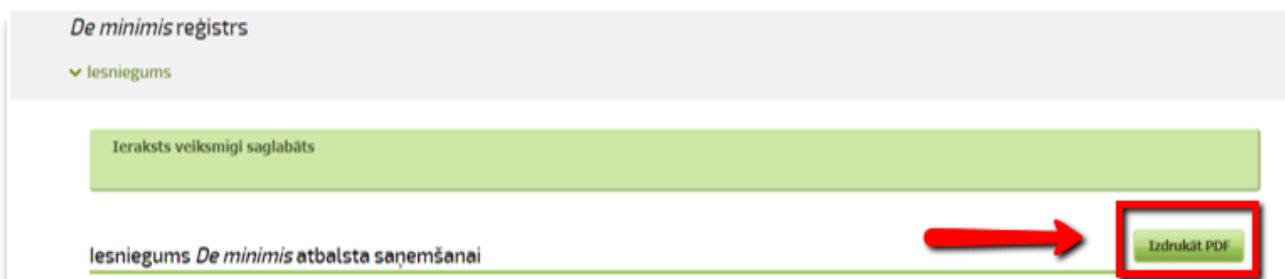 De minimis reģistrs
Iesniegums
Ieraksts veiksmīgi saglabāts
Izdrukāt PDF
Iesniegums De minimis atbalsta saņemšanai